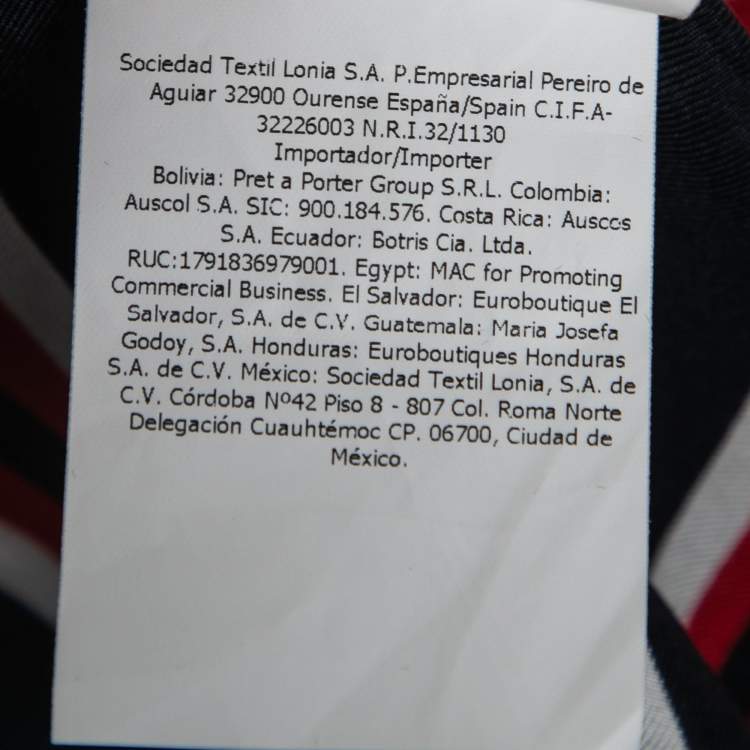 Sociedad Textil Lonia S.A. P.Empresarial Pereiro de
Aguiar 32900 Ourense España/Spain C.I.F.A-
32226003 N.R.I.32/1130
Importador/Importer
Bolivia: Pret a Porter Group S.R.L. Colombia:
Auscol S.A. SIC: 900.184.576. Costa Rica: Auscos
S.A. Ecuador: Botris Cia. Ltda.
RUC:1791836979001. Egypt: MAC for Promoting
Commercial Business. El Salvador: Euroboutique El
Salvador, S.A. de C.V. Guatemala: Maria Josefa
Godoy, S.A. Honduras: Euroboutiques Honduras
S.A. de C.V. México: Sociedad Textil Lonia, S.A. de
C.V. Córdoba Nº42 Piso 8 - 807 Col. Roma Norte
Delegación Cuauhtémoc CP. 06700, Ciudad de
México.